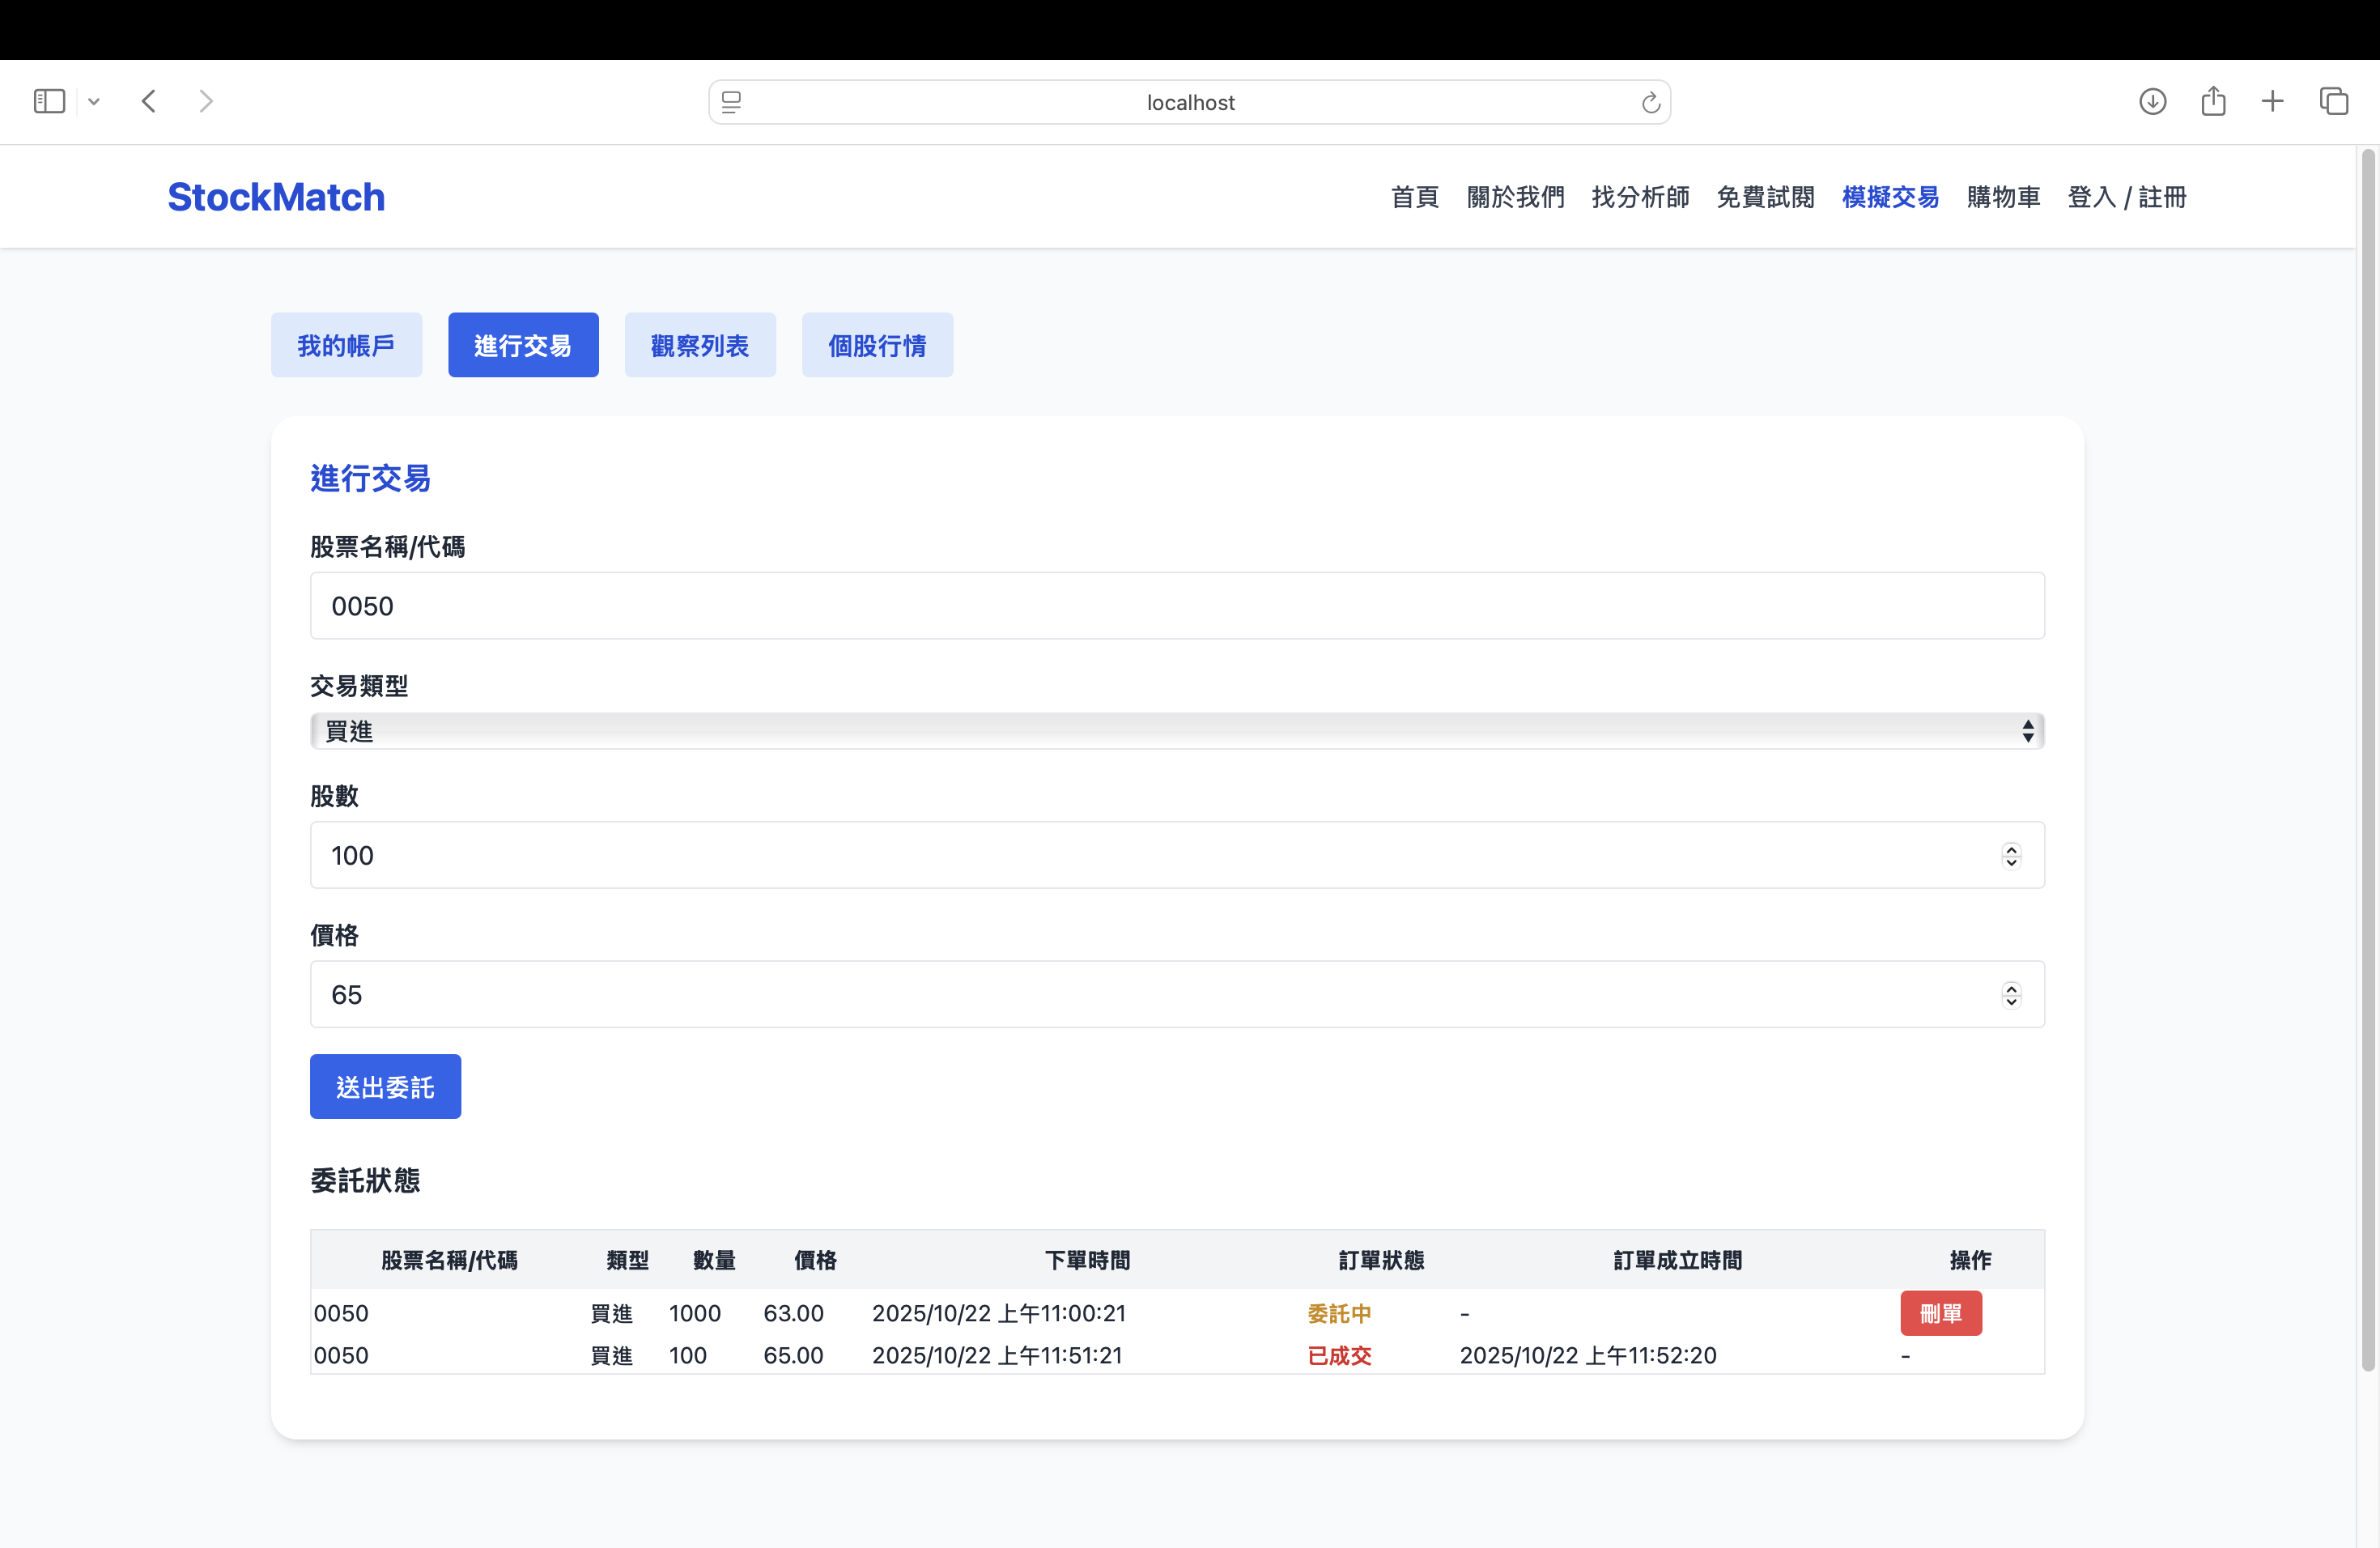 localhost
StockMatch
首頁 關於我們 找分析師 免費試閱 模擬交易 購物車 登入 / 註冊
我的帳戶 進行交易 觀察列表 個股行情
進行交易
股票名稱/代碼
0050
交易類型
買進
股數
100
價格
65
送出委託
委託狀態
股票名稱/代碼 類型 數量 價格 下單時間 訂單狀態 訂單成立時間 操作
0050 買進 1000 63.00 2025/10/22 上午11:00:21 委託中 - 刪單
0050 買進 100 65.00 2025/10/22 上午11:51:21 已成交 2025/10/22 上午11:52:20 -